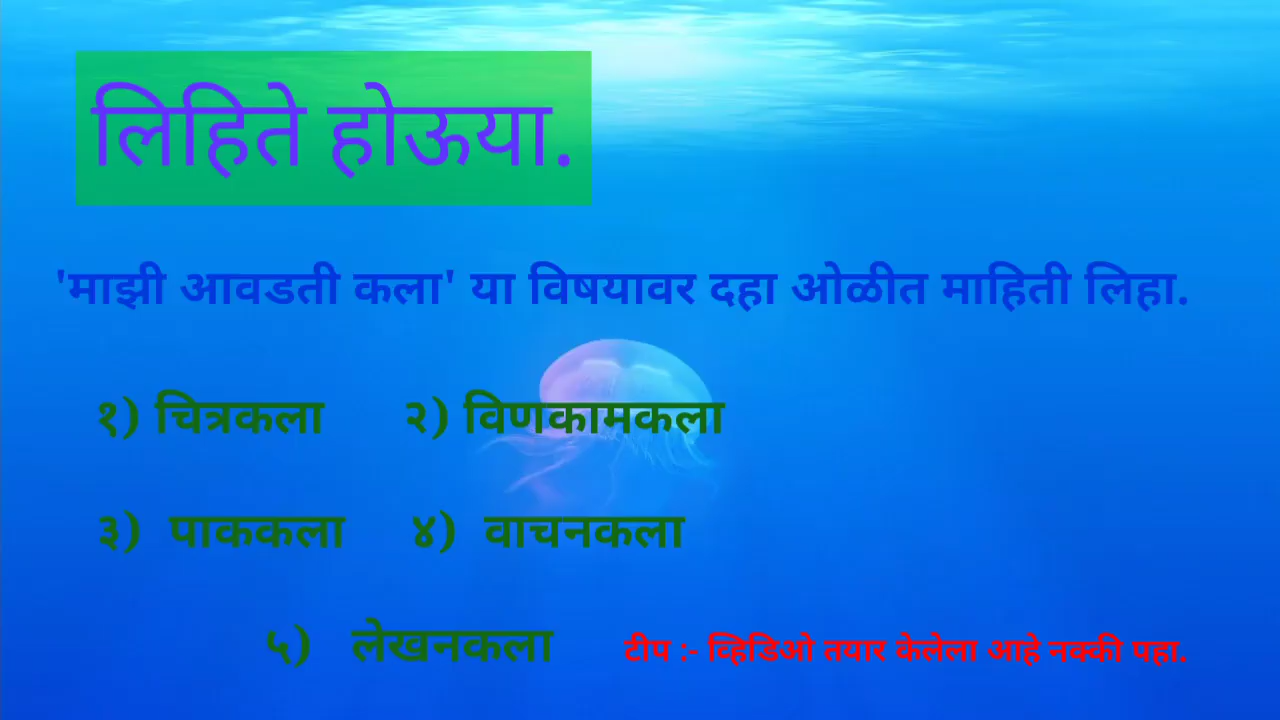 लिहिते होऊया.
'माझी आवडती कला' या विषयावर दहा ओळीत माहिती लिहा.
१) चित्रकला २) विणकामकला
३) पाककला ४) वाचनकला
५) लेखनकला टीप :- व्हिडिओ तयार केलेला आहे नक्की पहा.